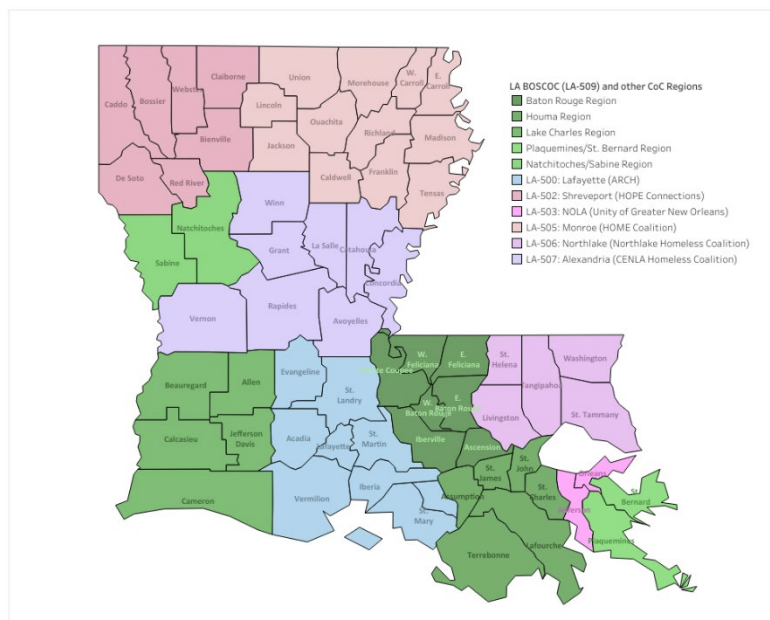 LA BOSCOC (LA-509) and other CoC Regions
Baton Rouge Region
Houma Region
Lake Charles Region
Plaquemines/St. Bernard Region
Natchitoches/Sabine Region
LA-500: Lafayette (ARCH)
LA-502: Shreveport (HOPE Connections)
LA-503: NOLA (Unity of Greater New Orleans)
LA-505: Monroe (HOME Coalition)
LA-506: Northlake (Northlake Homeless Coalition)
LA-507: Alexandria (CENLA Homeless Coalition)
Caddo
Bossier
Webster
Claiborne
Union
Morehouse
W.
Carroll
E.
Carroll
Lincoln
Ouachita
Richland
Madison
Bienville
Jackson
Caldwell
Franklin
Tensas
De Soto
Red River
Natchitoches
Winn
Sabine
Grant
La Salle
Catahoula
Concordia
Vernon
Rapides
Avoyelles
Beauregard
Allen
Evangeline
St.
Landry
Coupee
W.
Feliciana
E.
Feliciana
St.
Helena
Tangipahoa
Washington
Calcasieu
Jefferson
Davis
Acadia
Lafayette
St.
Martin
W.
Baton Rouge
E.
Baton Rouge
Livingston
St. Tammany
Iberville
Ascension
Cameron
Vermilion
Iberia
St.
Mary
Assumption
St.
James
St.
John
St.
Charles
Orleans
Jefferson
St.
Bernard
Plaquemines
Terrebonne
Lafourche